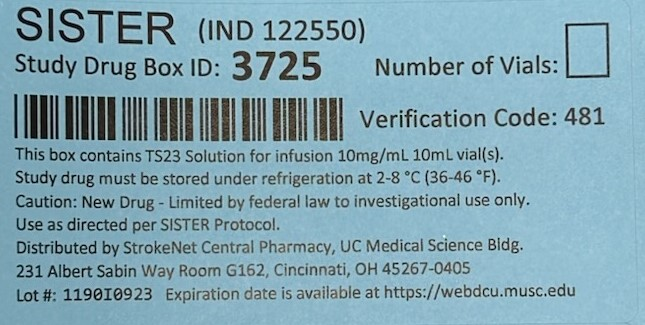 SISTER (IND 122550)
Study Drug Box ID: 3725 Number of Vials:
Verification Code: 481
This box contains TS23 Solution for infusion 10mg/mL 10mL vial(s).
Study drug must be stored under refrigeration at 2-8 °C (36-46 °F).
Caution: New Drug - Limited by federal law to investigational use only.
Use as directed per SISTER Protocol.
Distributed by StrokeNet Central Pharmacy, UC Medical Science Bldg.
231 Albert Sabin Way Room G162, Cincinnati, OH 45267-0405
Lot #: 1190I0923 Expiration date is available at https://webdcu.musc.edu